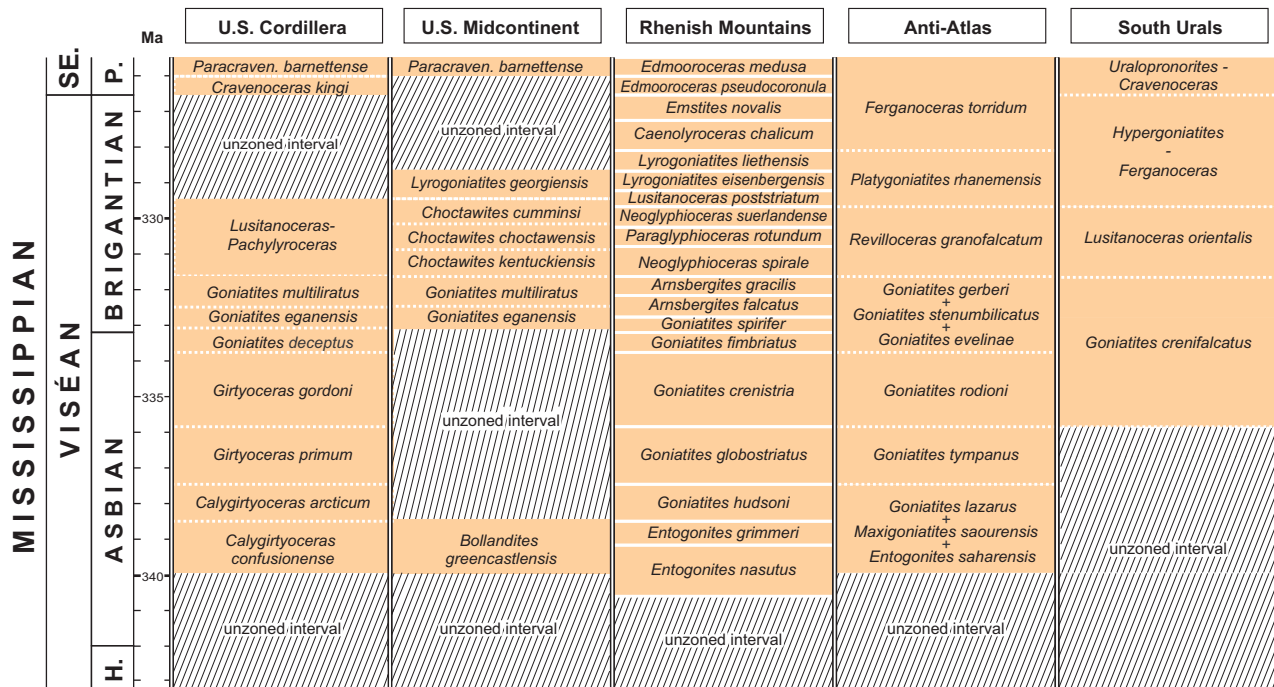 U.S. Cordillera
U.S. Midcontinent
Rhenish Mountains
Anti-Atlas
South Urals
Ma
MISSISSIPPIAN
VISÉAN
SE.
P.
BRIGANTIAN
ASBIAN
H.
330
335
340
Paracraven. barnettense
Cravenoceras kingi
unzoned interval
Lusitanoceras-
Pachylyroceras
Goniatites multiliratus
Goniatites eganensis
Goniatites deceptus
Girtyoceras gordoni
Girtyoceras primum
Calygirtyoceras arcticum
Calygirtyoceras
confusionense
unzoned interval
Paracraven. barnettense
unzoned interval
Lyrogoniatites georgiensis
Choctawites cumminsi
Choctawites choctawensis
Choctawites kentuckiensis
Goniatites multiliratus
Goniatites eganensis
unzoned interval
Bollandites
greencastlensis
unzoned interval
Edmooroceras medusa
Edmooroceras pseudocoronula
Emstites novalis
Caenolyroceras chalicum
Lyrogoniatites liethensis
Lyrogoniatites eisenbergensis
Lusitanoceras poststriatum
Neoglyphioceras suerlandense
Paraglyphioceras rotundum
Neoglyphioceras spirale
Arnsbergites gracilis
Arnsbergites falcatus
Goniatites spirifer
Goniatites fimbriatus
Goniatites crenistria
Goniatites globostriatus
Goniatites hudsoni
Entogonites grimmeri
Entogonites nasutus
unzoned interval
Ferganoceras torridum
Platygoniatites rhanemensis
Revilloceras granofalcatum
Goniatites gerberi
+
Goniatites stenumbilicatus
+
Goniatites evelinae
Goniatites rodioni
Goniatites tympanus
Goniatites lazarus
+
Maxigoniatites saourensis
+
Entogonites saharensis
unzoned interval
Uralopronorites -
Cravenoceras
Hypergoniatites
-
Ferganoceras
Lusitanoceras orientalis
Goniatites crenifalcatus
unzoned interval